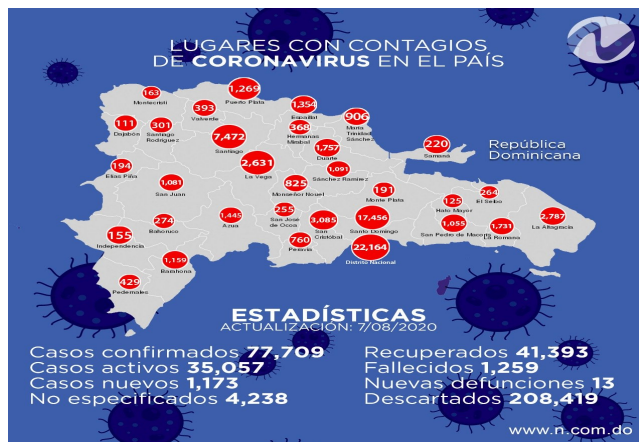 LUGARES CON CONTAGIOS
DE CORONAVIRUS EN EL PAÍS
163
Montecristi
393
Valverde
1,269
Puerto Plata
1,354
Espaillat
368
Hermanas
Mirabal
906
María
Trinidad
Sánchez
111
Dajabón
301
Santiago
Rodríguez
7,472
Santiago
1,757
Duarte
220
Samaná
República
Dominicana
194
Elías Piña
1,081
San Juan
2,631
La Vega
1,091
Sánchez Ramírez
825
Monseñor Nouel
191
Monte Plata
125
Hato Mayor
264
El Seibo
155
Independencia
274
Bahoruco
1,445
Azua
255
San José
de Ocoa
3,085
San
Cristóbal
17,456
Santo Domingo
1,055
San Pedro de Macorís
1,731
La Romana
2,787
La Altagracia
1,159
Barahona
760
Peravia
22,164
Distrito Nacional
429
Pedernales
ESTADÍSTICAS
ACTUALIZACIÓN: 7/08/2020
Casos confirmados 77,709
Casos activos 35,057
Casos nuevos 1,173
No especificados 4,238
Recuperados 41,393
Fallecidos 1,259
Nuevas defunciones 13
Descartados 208,419
www.n.com.do